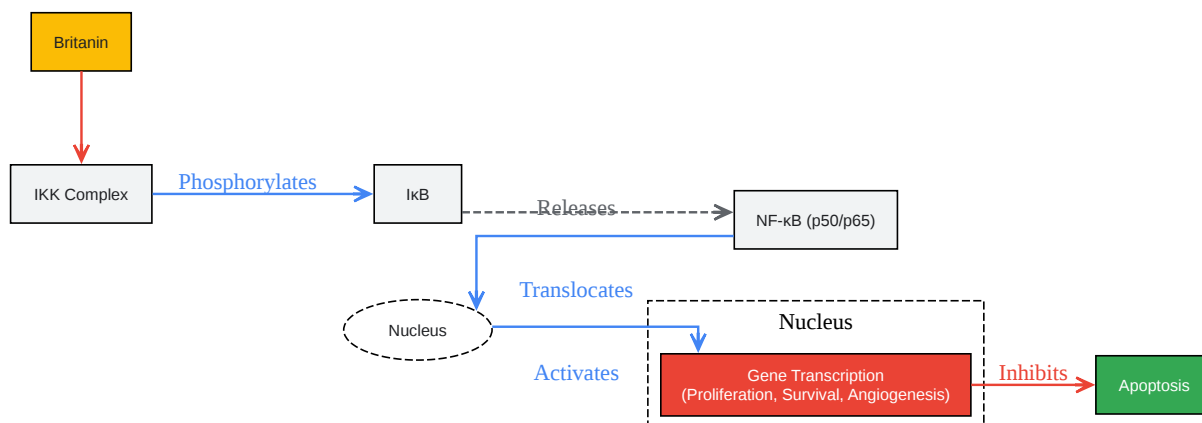 Britanin
IKK Complex
Phosphorylates
IκB
Releases
NF-κB (p50/p65)
Translocates
Nucleus
Nucleus
Activates
Gene Transcription
(Proliferation, Survival, Angiogenesis)
Inhibits
Apoptosis